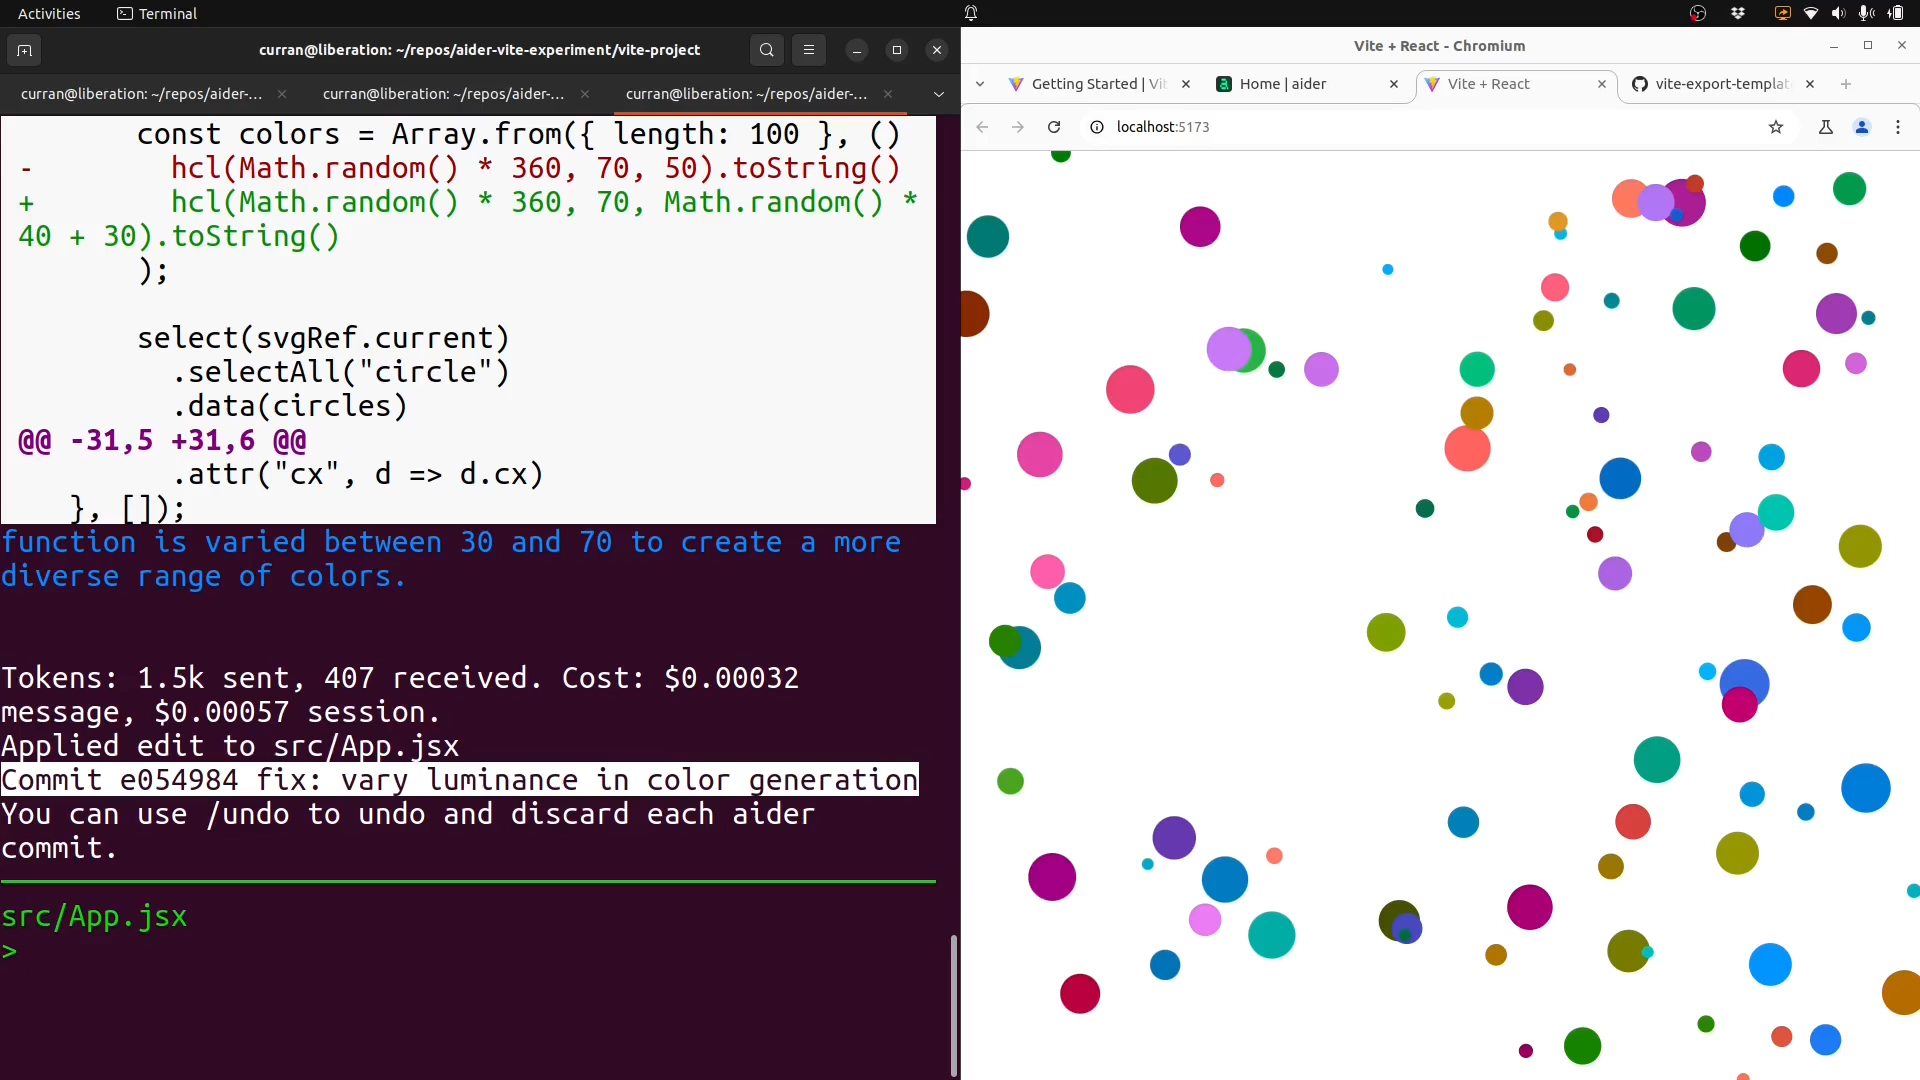 Activities
Terminal
curran@liberation: ~/repos/aider-vite-experiment/vite-project
curran@liberation: ~/repos/aider-...
curran@liberation: ~/repos/aider-...
curran@liberation: ~/repos/aider-...
const colors = Array.from({ length: 100 }, ()
- hcl(Math.random() * 360, 70, 50).toString()
+ hcl(Math.random() * 360, 70, Math.random() *
40 + 30).toString()
);
select(svgRef.current)
.selectAll("circle")
.data(circles)
@@ -31,5 +31,6 @@
.attr("cx", d => d.cx)
}, []);
function is varied between 30 and 70 to create a more
diverse range of colors.
Tokens: 1.5k sent, 407 received. Cost: $0.00032
message, $0.00057 session.
Applied edit to src/App.jsx
Commit e054984 fix: vary luminance in color generation
You can use /undo to undo and discard each aider
commit.
src/App.jsx
>
Vite + React - Chromium
Getting Started | Vit
Home | aider
Vite + React
vite-export-templat
localhost:5173